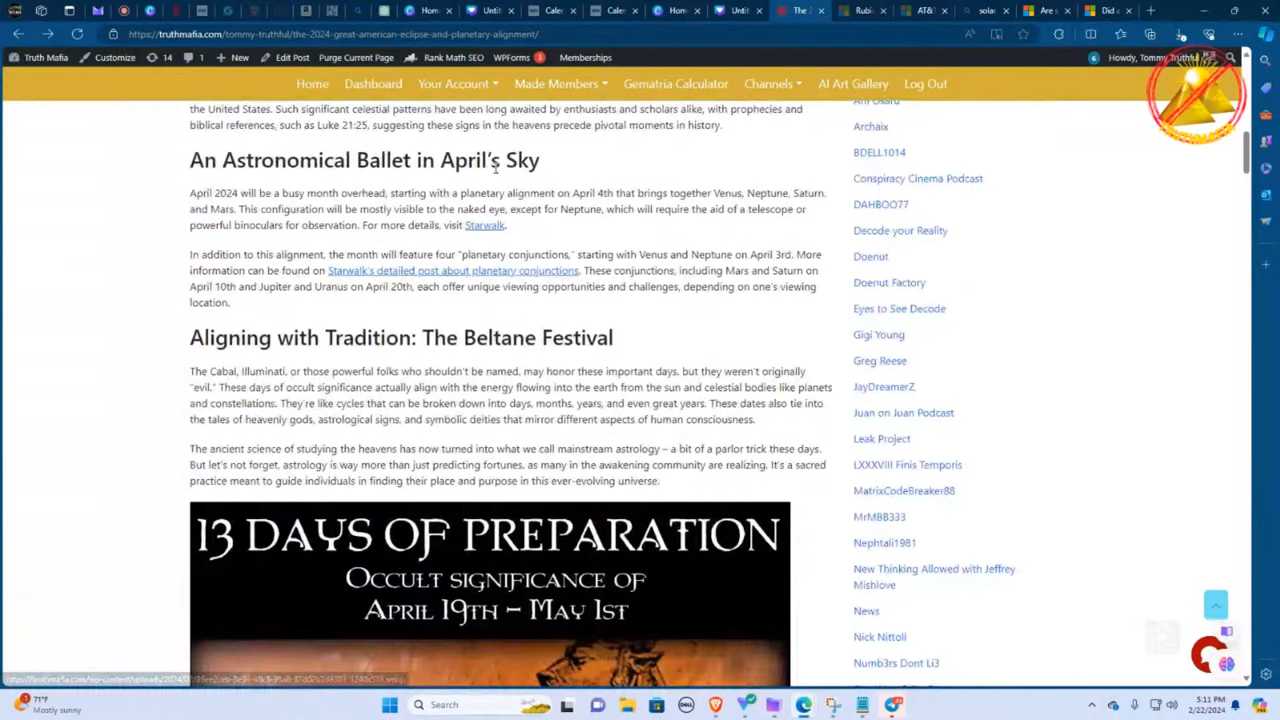 Home
Untit
Caler
Caler
Home
Untit
The 2
Rubi
AT&T
solar
Are s
Did a
https://truthmafia.com/tommy-truthful/the-2024-great-american-eclipse-and-planetary-alignment/
Truth Mafia Customize 14 1 New Edit Post Purge Current Page Rank Math SEO WPForms 3 Memberships Howdy, Tommy Truthful
Home Dashboard Your Account Made Members Gematria Calculator Channels AI Art Gallery Log Out
the United States. Such significant celestial patterns have been long awaited by enthusiasts and scholars alike, with prophecies and
biblical references, such as Luke 21:25, suggesting these signs in the heavens precede pivotal moments in history.
An Astronomical Ballet in April's Sky
April 2024 will be a busy month overhead, starting with a planetary alignment on April 4th that brings together Venus, Neptune, Saturn,
and Mars. This configuration will be mostly visible to the naked eye, except for Neptune, which will require the aid of a telescope or
powerful binoculars for observation. For more details, visit Starwalk.
In addition to this alignment, the month will feature four "planetary conjunctions," starting with Venus and Neptune on April 3rd. More
information can be found on Starwalk's detailed post about planetary conjunctions. These conjunctions, including Mars and Saturn on
April 10th and Jupiter and Uranus on April 20th, each offer unique viewing opportunities and challenges, depending on one's viewing
location.
Aligning with Tradition: The Beltane Festival
The Cabal, Illuminati, or those powerful folks who shouldn't be named, may honor these important days, but they weren't originally
"evil." These days of occult significance actually align with the energy flowing into the earth from the sun and celestial bodies like planets
and constellations. They're like cycles that can be broken down into days, months, years, and even great years. These dates also tie into
the tales of heavenly gods, astrological signs, and symbolic deities that mirror different aspects of human consciousness.
The ancient science of studying the heavens has now turned into what we call mainstream astrology – a bit of a parlor trick these days.
But let's not forget, astrology is way more than just predicting fortunes, as many in the awakening community are realizing. It's a sacred
practice meant to guide individuals in finding their place and purpose in this ever-evolving universe.
13 DAYS OF PREPARATION
OCCULT SIGNIFICANCE OF
APRIL 19TH – MAY 1ST
Archaix
BDELL1014
Conspiracy Cinema Podcast
DAHBOO77
Decode your Reality
Doenut
Doenut Factory
Eyes to See Decode
Gigi Young
Greg Reese
JayDreamerZ
Juan on Juan Podcast
Leak Project
LXXXVIII Finis Temporis
MatrixCodeBreaker88
MrMBB333
Nephtali1981
New Thinking Allowed with Jeffrey
Mishlove
News
Nick Nittoli
Numb3rs Dont Li3
71°F
Mostly sunny
Search
5:11 PM
2/22/2024